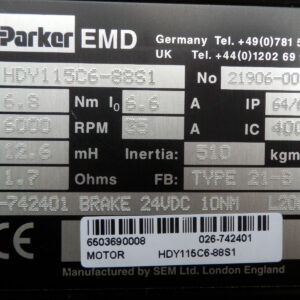 Parker EMD Germany Tel. +49(0)781 5
UK Tel. +44(0)1202 69
HDY115C6-88S1 No 21906-00
6.8 Nm I0 6.6 A IP 64/
6000 RPM 35 A IC 400
12.6 mH Inertia: 510 kgm
1.7 Ohms FB: TYPE 21-B
-742401 BRAKE 24VDC 10NM L20
6503690008 026-742401
MOTOR HDY115C6-88S1
Manufactured by SEM Ltd. London England